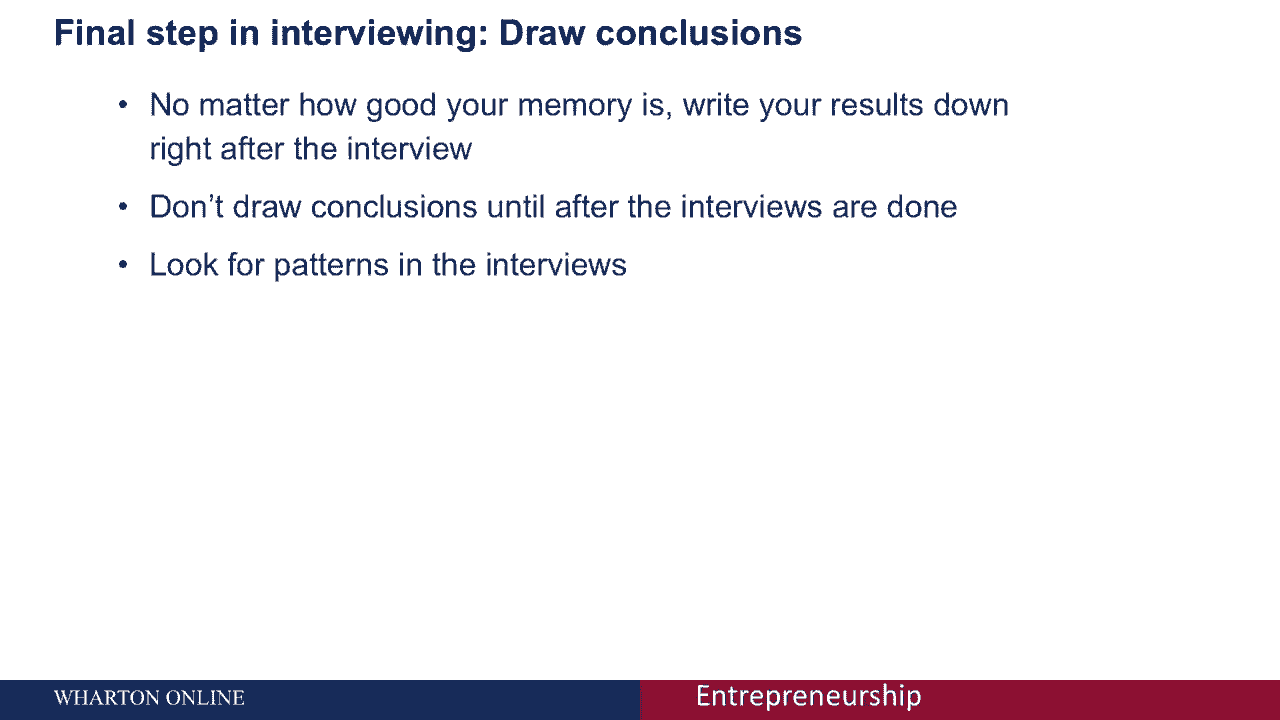 Final step in interviewing: Draw conclusions
• No matter how good your memory is, write your results down
right after the interview
• Don’t draw conclusions until after the interviews are done
• Look for patterns in the interviews
WHARTON ONLINE
Entrepreneurship